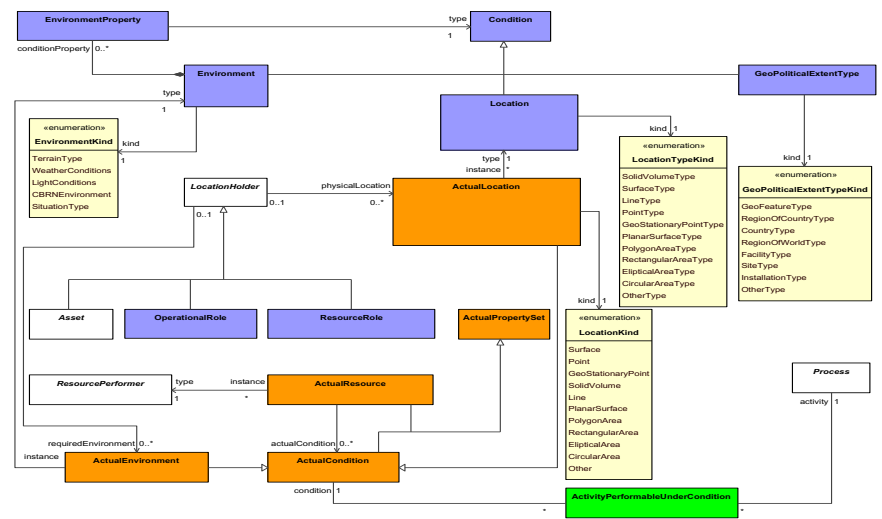 EnvironmentProperty
type
Condition
conditionProperty
0..*
1
Environment
GeoPoliticalExtentType
type
1
Location
«enumeration»
EnvironmentKind
TerrainType
WeatherConditions
LightConditions
CBRNEnvironment
SituationType
kind
1
kind 1
«enumeration»
LocationTypeKind
SolidVolumeType
SurfaceType
LineType
PointType
GeoStationaryPointType
PlanarSurfaceType
PolygonAreaType
RectangularAreaType
ElipticalAreaType
CircularAreaType
OtherType
kind 1
«enumeration»
GeoPoliticalExtentTypeKind
GeoFeatureType
RegionOfCountryType
CountryType
RegionOfWorldType
FacilityType
SiteType
InstallationType
OtherType
type 1
instance *
LocationHolder
physicalLocation
ActualLocation
0..1
0..1
0..*
Asset
OperationalRole
ResourceRole
ActualPropertySet
kind 1
«enumeration»
LocationKind
Surface
Point
GeoStationaryPoint
SolidVolume
Line
PlanarSurface
PolygonArea
RectangularArea
ElipticalArea
CircularArea
Other
Process
activity 1
ResourcePerformer
type
instance
ActualResource
1
*
requiredEnvironment 0..*
actualCondition 0..*
instance
ActualEnvironment
ActualCondition
condition 1
ActivityPerformableUnderCondition
*
*